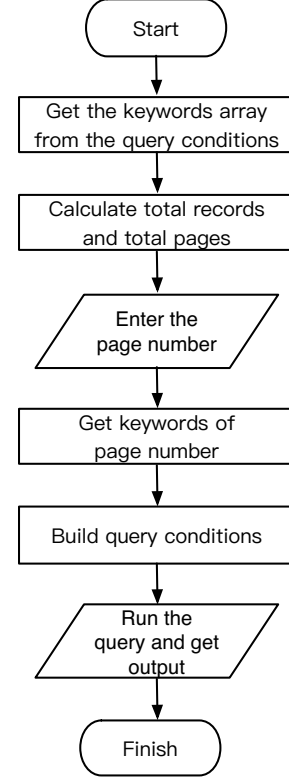 Start
Get the keywords array
from the query conditions
Calculate total records
and total pages
Enter the
page number
Get keywords of
page number
Build query conditions
Run the
query and get
output
Finish